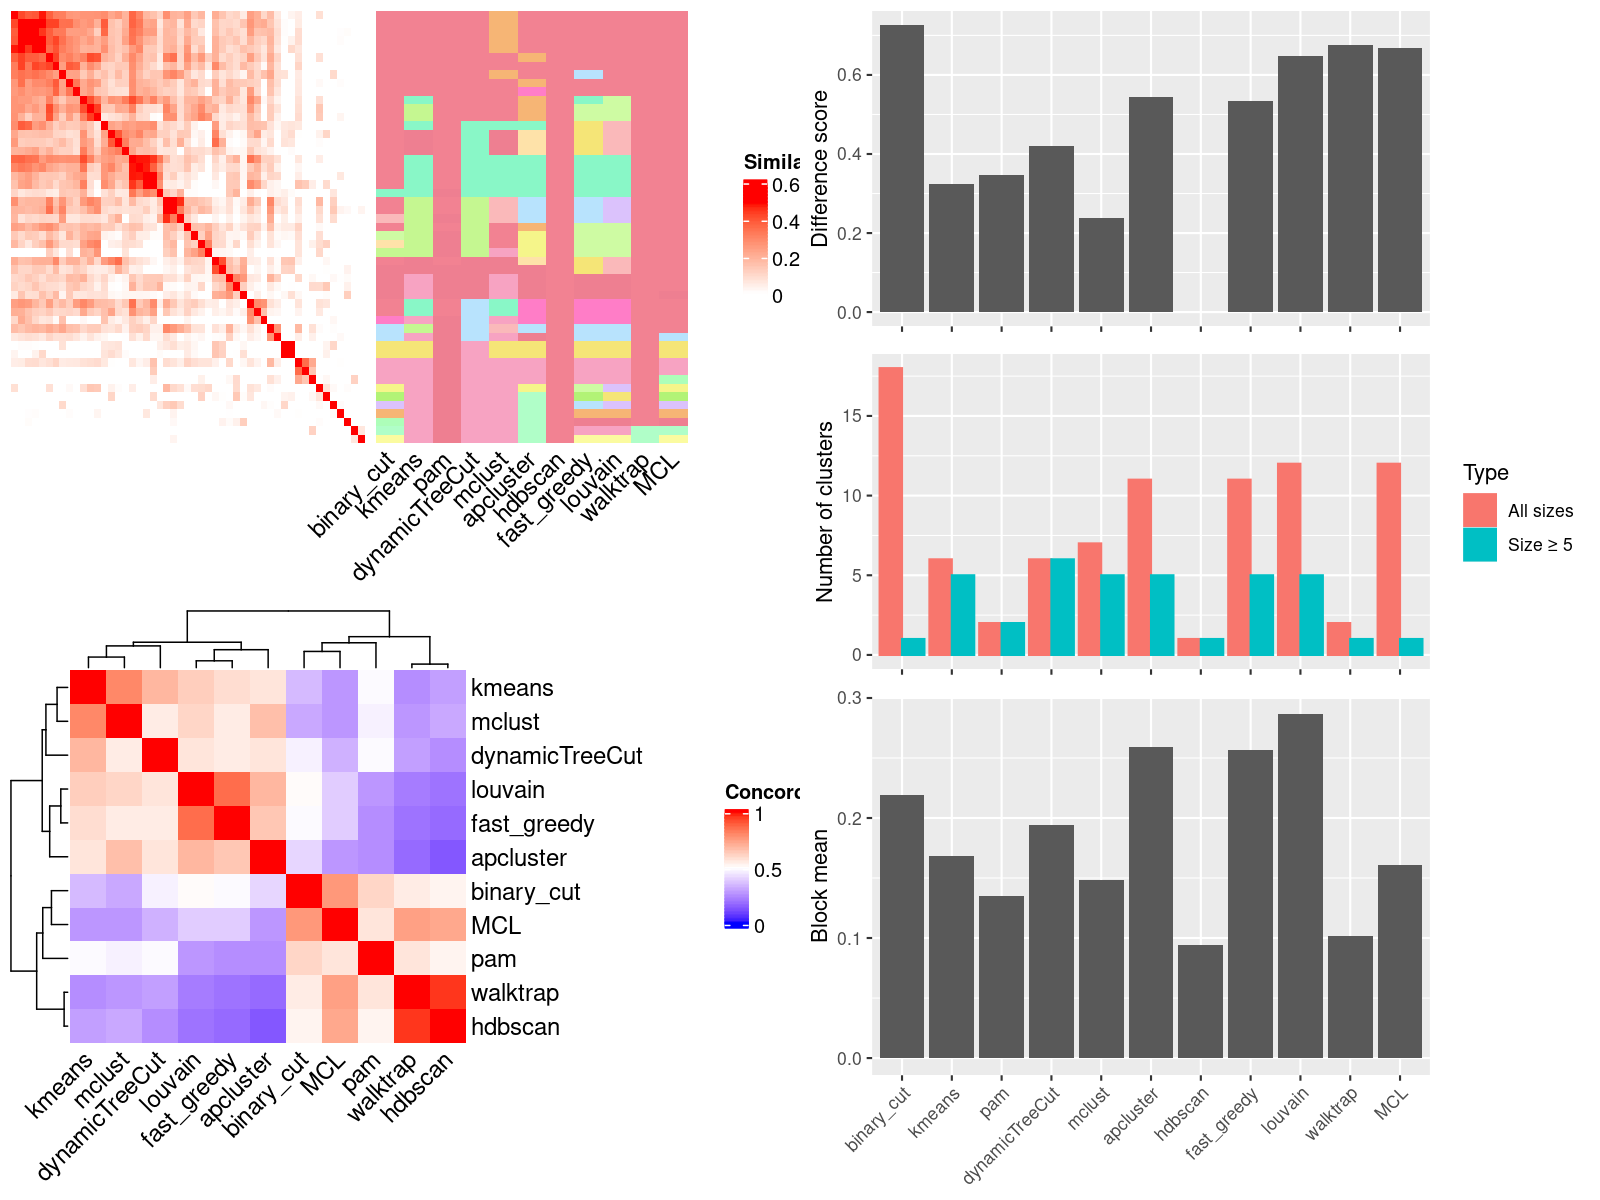 Simila
0.6
0.4
0.2
0
binary_cut
kmeans
pam
dynamicTreeCut
mclust
apcluster
hdbscan
fast_greedy
louvain
walktrap
MCL
kmeans
mclust
dynamicTreeCut
louvain
fast_greedy
apcluster
binary_cut
MCL
pam
walktrap
hdbscan
kmeans
mclust
dynamicTreeCut
louvain
fast_greedy
apcluster
binary_cut
MCL
pam
walktrap
hdbscan
Concord
1
0.5
0
Difference score
0.6
0.4
0.2
0.0
Number of clusters
15
10
5
0
Type
All sizes
Size ≥ 5
Block mean
0.3
0.2
0.1
0.0
binary_cut
kmeans
pam
dynamicTreeCut
mclust
apcluster
hdbscan
fast_greedy
louvain
walktrap
MCL